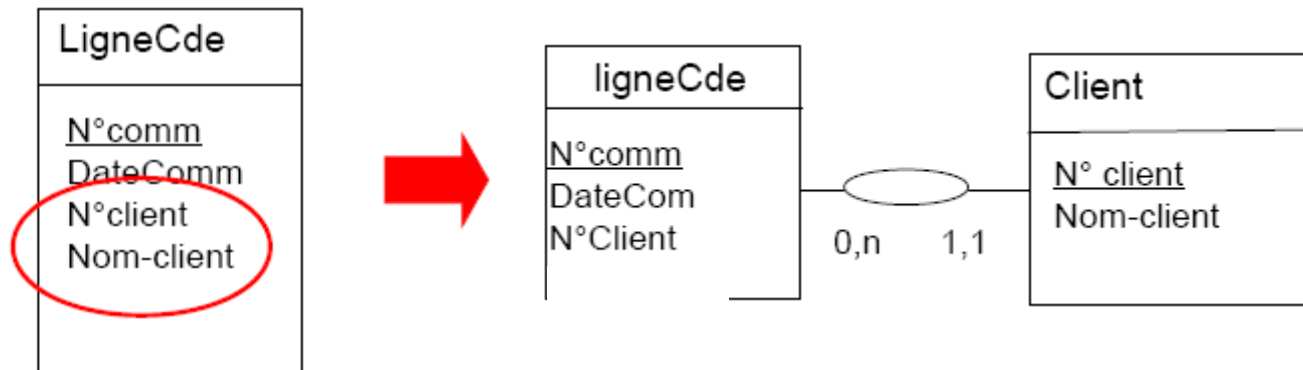 LigneCde
N°comm
DateComm
N°client
Nom-client
ligneCde
N°comm
DateCom
N°Client
0,n
1,1
Client
N° client
Nom-client